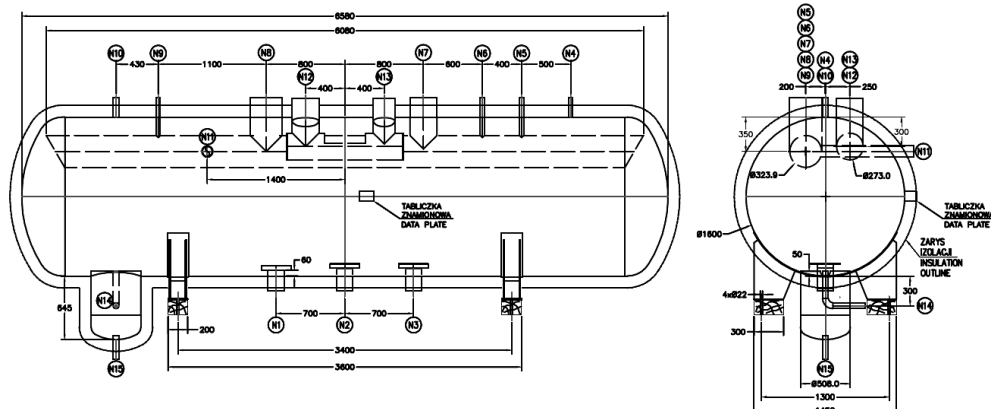 6580
6080
N10
N9
N8
N7
N6
N5
N4
430
1100
800
800
600
400
500
N12
N13
400
400
N11
1400
TABLICZKA
ZNAMIONOWA
DATA PLATE
60
N14
645
200
700
700
N1
N2
N3
N15
3400
3600
N5
N6
N7
N8
N9
N4
N10
N13
N12
200
250
350
300
N11
Ø323.9
Ø273.0
TABLICZKA
ZNAMIONOWA
DATA PLATE
Ø1600
ZARYS
IZOLACJI
INSULATION
OUTLINE
50
4xØ22
300
300
N14
N15
Ø508.0
1300